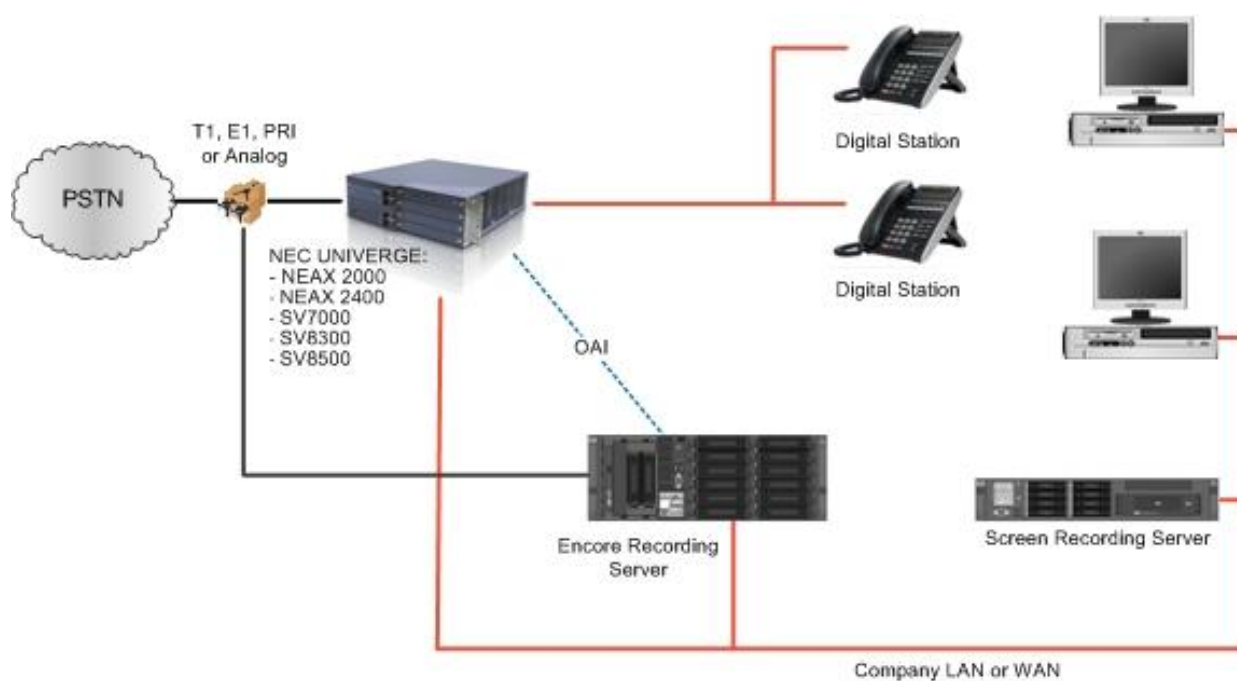 T1, E1, PRI
or Analog
PSTN
NEC UNIVERGE:
- NEAX 2000
- NEAX 2400
- SV7000
- SV8300
- SV8500
Digital Station
Digital Station
OAI
Encore Recording
Server
Screen Recording Server
Company LAN or WAN